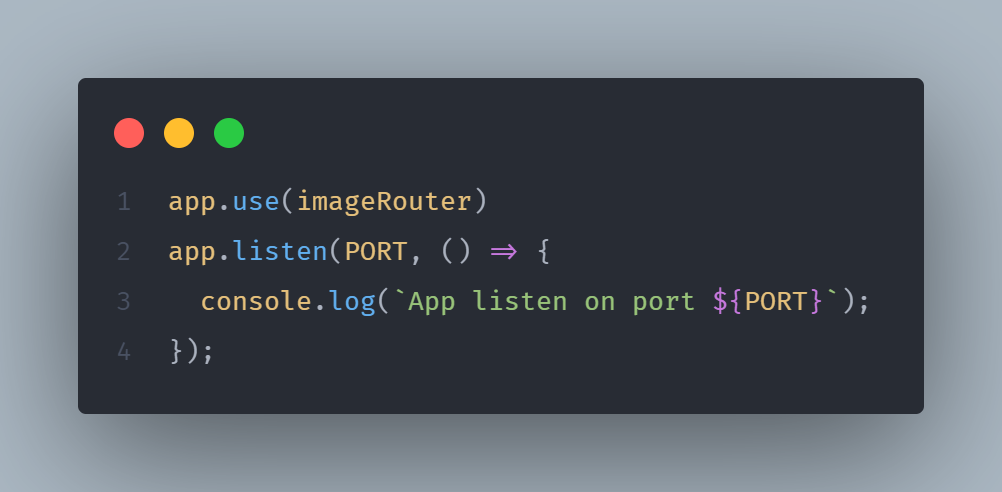 1 app.use(imageRouter)
2 app.listen(PORT, () => {
3   console.log(`App listen on port ${PORT}`);
4 });